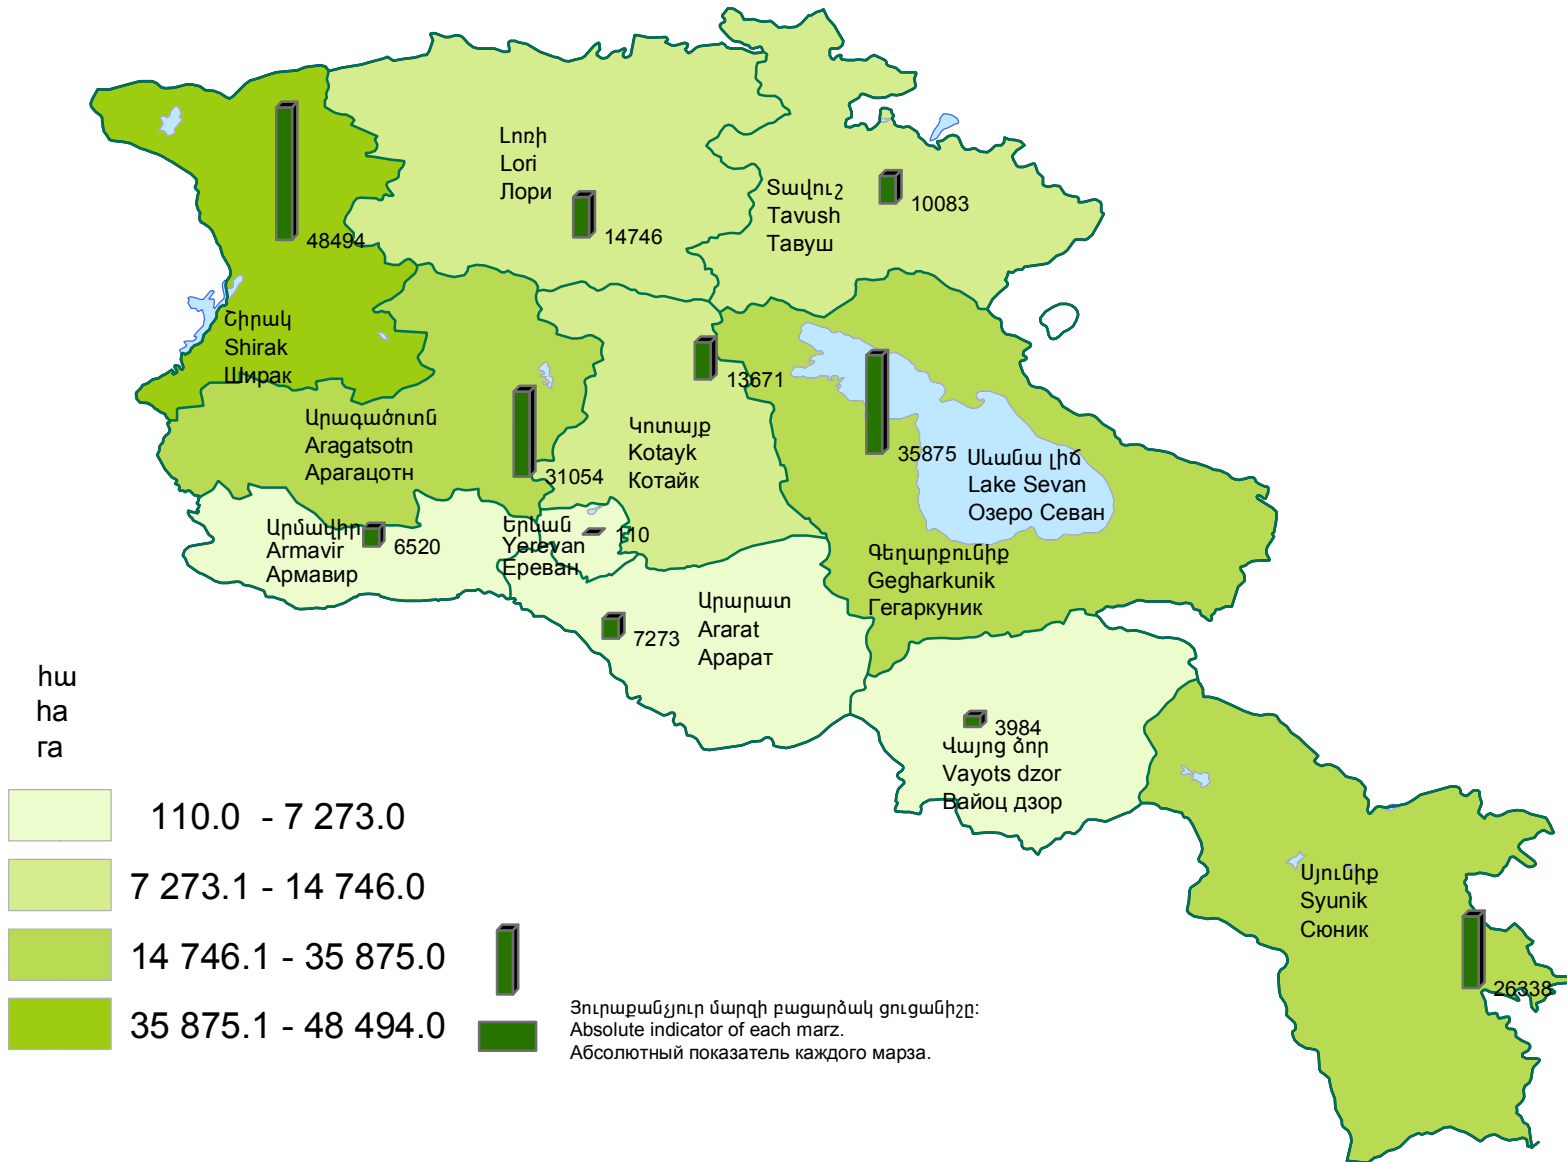 Լոռի
Lori
Лори
14746
Տավուշ
Tavush
Тавуш
10083
48494
Շիրակ
Shirak
Ширак
13671
Արագածոտն
Aragatsotn
Арагацотн
31054
Կոտայք
Kotayk
Котайк
35875
Սևանա լիճ
Lake Sevan
Озеро Севан
Արմավիր
Armavir
Армавир
6520
Երևան
Yerevan
Ереван
110
Գեղարքունիք
Gegharkunik
Гегаркуник
Արարատ
Ararat
Арарат
7273
3984
Վայոց ձոր
Vayots dzor
Вайоц дзор
Սյունիք
Syunik
Сюник
26338
հա
ha
га
110.0 - 7 273.0
7 273.1 - 14 746.0
14 746.1 - 35 875.0
35 875.1 - 48 494.0
Յուրաքանչյուր մարզի բացարձակ ցուցանիշը:
Absolute indicator of each marz.
Абсолютный показатель каждого марза.